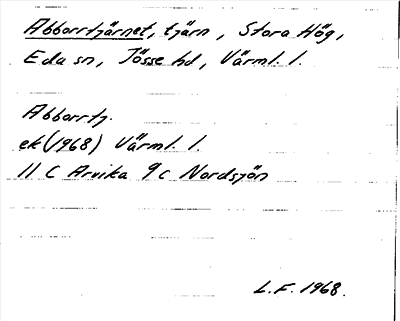 Abborrtjärnet, tjärn, Stora Hög,
Eda sn, Jösse hd, Värml. l.
Abborrtj.
ek (1968) Värml. l.
11 C Arvika 9 c Nordsjön
L.F. 1968.